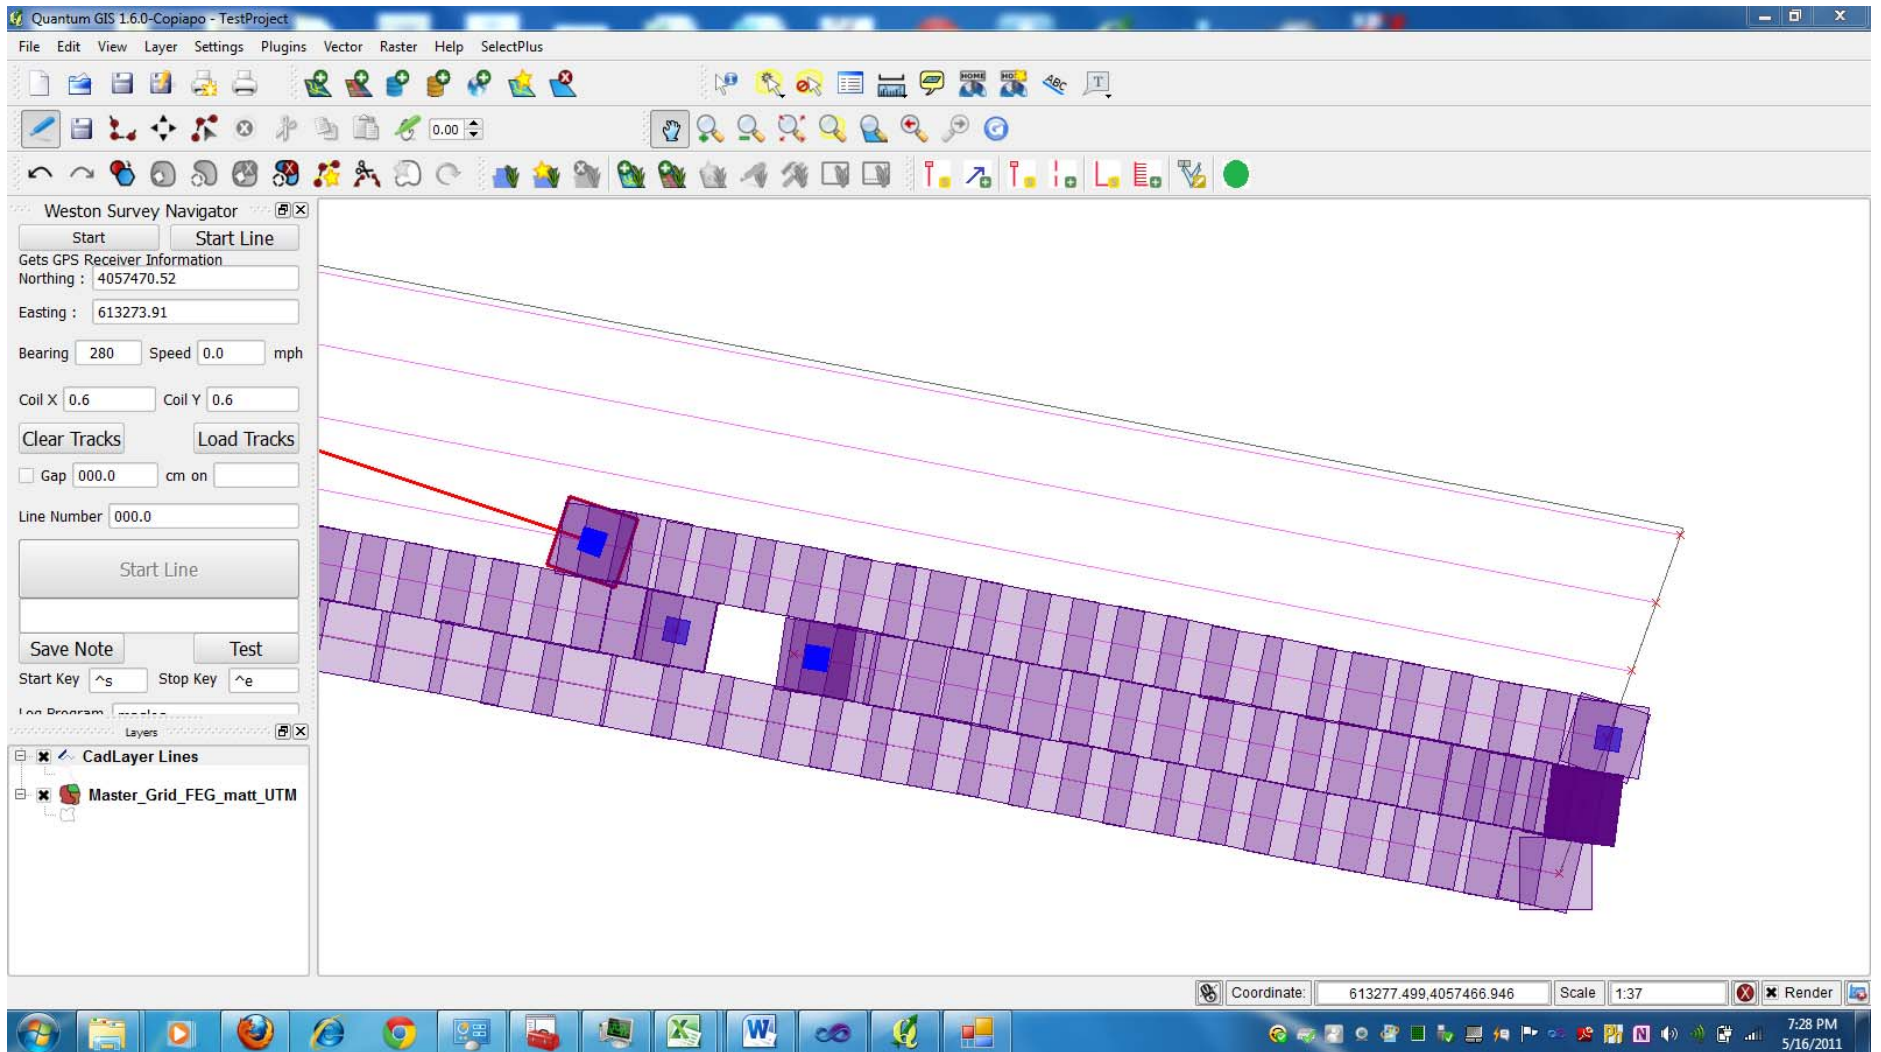 Quantum GIS 1.6.0-Copiapo - TestProject
File Edit View Layer Settings Plugins Vector Raster Help SelectPlus
HOME
ABC
T
0.00
Weston Survey Navigator
Start Start Line
Gets GPS Receiver Information
Northing : 4057470.52
Easting : 613273.91
Bearing 280 Speed 0.0 mph
Coil X 0.6 Coil Y 0.6
Clear Tracks Load Tracks
Gap 000.0 cm on
Line Number 000.0
Start Line
Save Note Test
Start Key ^s Stop Key ^e
Log Program
Layers
CadLayer Lines
Master_Grid_FEG_matt_UTM
Coordinate: 613277.499,4057466.946 Scale 1:37 Render
7:28 PM
5/16/2011